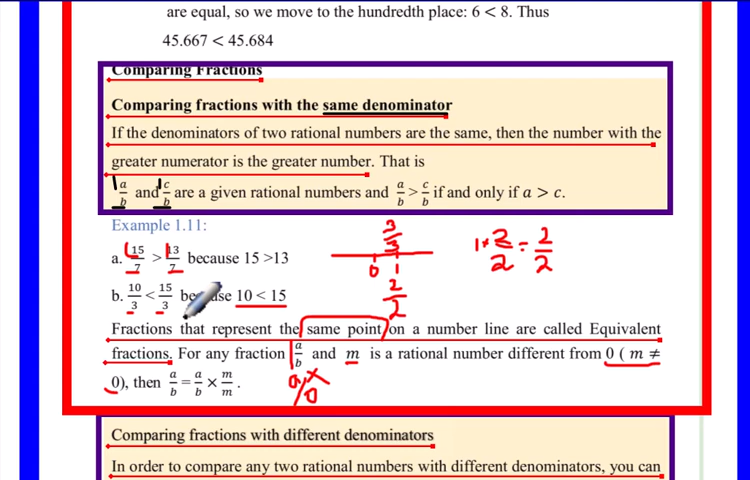 are equal, so we move to the hundredth place: 6 < 8. Thus
45.667 < 45.684
Comparing Fractions
Comparing fractions with the same denominator
If the denominators of two rational numbers are the same, then the number with the
greater numerator is the greater number. That is
a/b and c/b are a given rational numbers and a/b > c/b if and only if a > c.
Example 1.11:
a. 15/7 > 13/7 because 15 >13
3/3
0 1
2/2
1 × 2/2 = 2/2
b. 10/3 < 15/3 because 10 < 15
Fractions that represent the same point on a number line are called Equivalent
fractions. For any fraction a/b and m is a rational number different from 0 ( m ≠
0), then a/b = a/b × m/m .
Comparing fractions with different denominators
In order to compare any two rational numbers with different denominators, you can